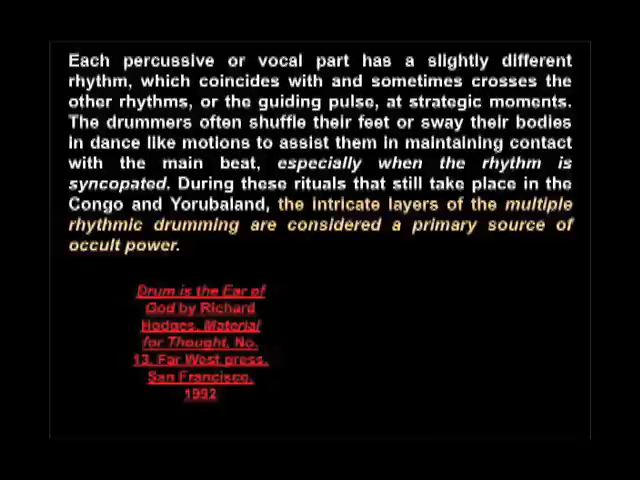 Each percussive or vocal part has a slightly different
rhythm, which coincides with and sometimes crosses the
other rhythms, or the guiding pulse, at strategic moments.
The drummers often shuffle their feet or sway their bodies
in dance like motions to assist them in maintaining contact
with the main beat, especially when the rhythm is
syncopated. During these rituals that still take place in the
Congo and Yorubaland, the intricate layers of the multiple
rhythmic drumming are considered a primary source of
occult power.
Drum is the Ear of
God by Richard
Hodges, Material
for Thought, No.
13. Far West press,
San Francisco,
1992